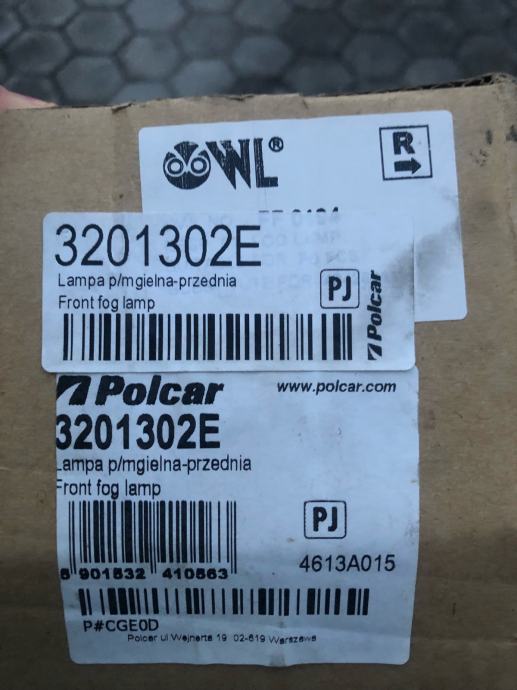 OWL®
R
3201302E
Lampa p/mgielna-przednia
Front fog lamp
PJ
Polcar
Polcar
www.polcar.com
3201302E
Lampa p/mgielna-przednia
Front fog lamp
PJ
5 901532 410563
4613A015
P#CGE0D
Polcar ul Wejnerta 19 02-619 Warszawa